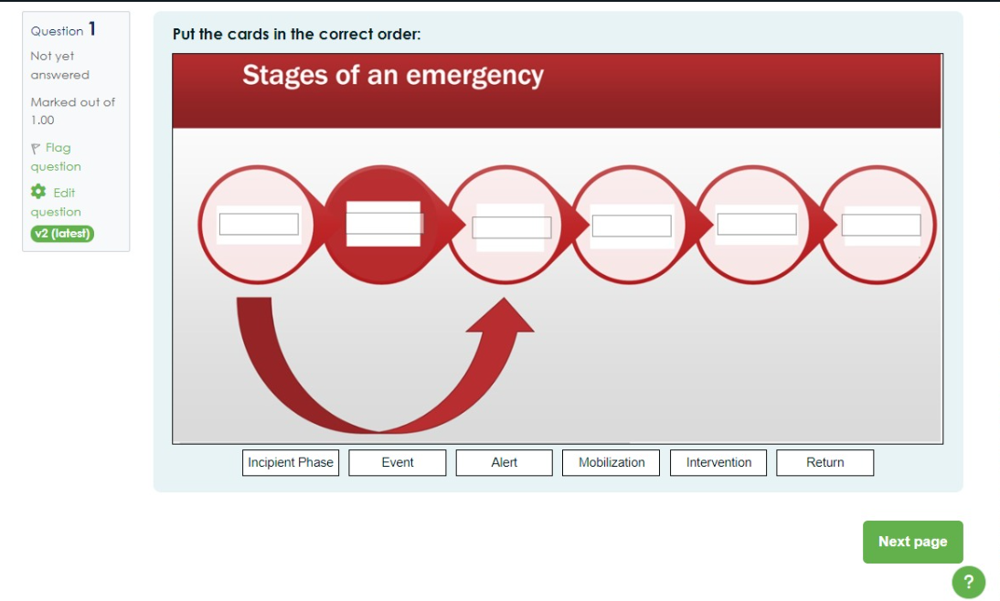 Question 1
Not yet
answered
Marked out of
1.00
Flag
question
Edit
question
v2 (latest)
Put the cards in the correct order:
Stages of an emergency
Incipient Phase
Event
Alert
Mobilization
Intervention
Return
Next page
?